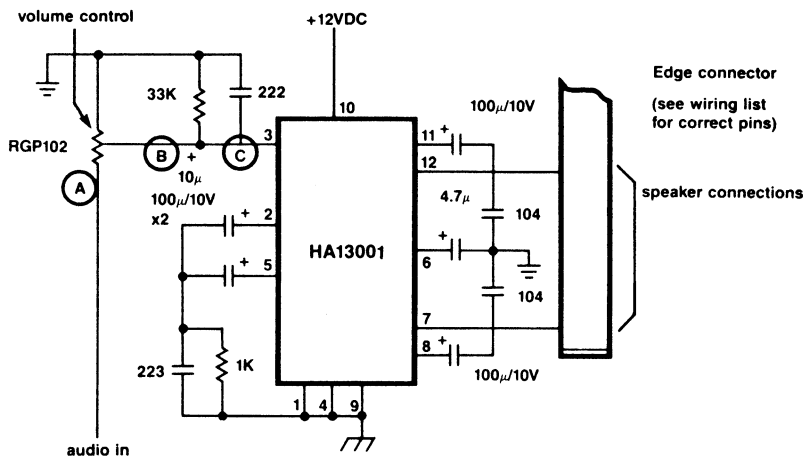 volume control
+12VDC
33K
222
10
RGP102
B
+
10μ
C
3
A
100μ/10V
x2
+
2
+
5
HA13001
223
1K
1
4
9
audio in
100μ/10V
11
+
12
4.7μ
104
+
6
104
7
8
+
100μ/10V
Edge connector
(see wiring list
for correct pins)
speaker connections